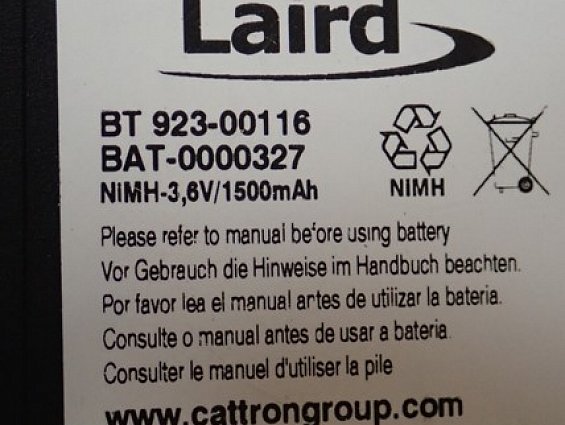 Laird
BT 923-00116
BAT-0000327
NiMH-3,6V/1500mAh
NiMH
Please refer to manual before using battery
Vor Gebrauch die Hinweise im Handbuch beachten.
Por favor lea el manual antes de utilizar la bateria.
Consulte o manual antes de usar a bateria
Consulter le manuel d'utiliser la pile
www.cattrongroup.com